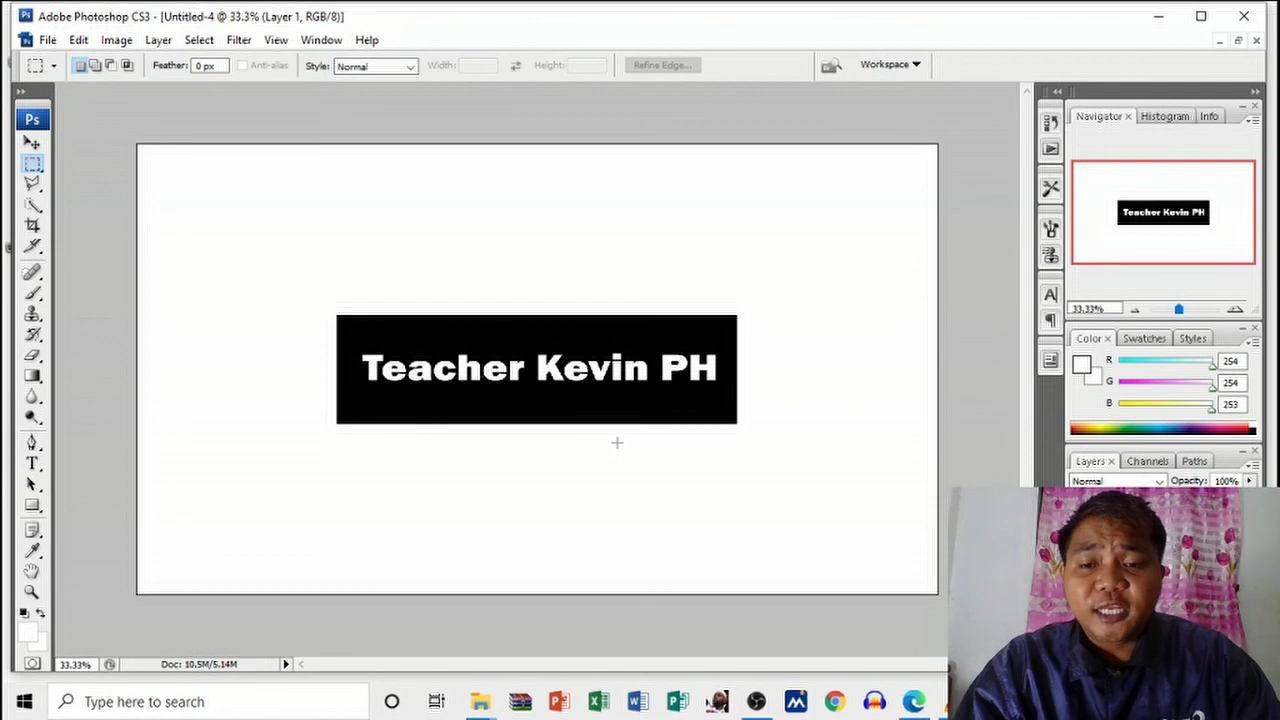 Adobe Photoshop CS3 - [Untitled-4 @ 33.3% (Layer 1, RGB/8)]
File Edit Image Layer Select Filter View Window Help
Feather: 0 px Anti-alias Style: Normal Width: Height: Refine Edge... Workspace
Ps
Navigator Histogram Info
Teacher Kevin PH
33.33%
Color Swatches Styles
R 254
G 254
B 253
Layers Channels Paths
Normal Opacity: 100%
Teacher Kevin PH
33.33% Doc: 10.5M/5.14M
Type here to search